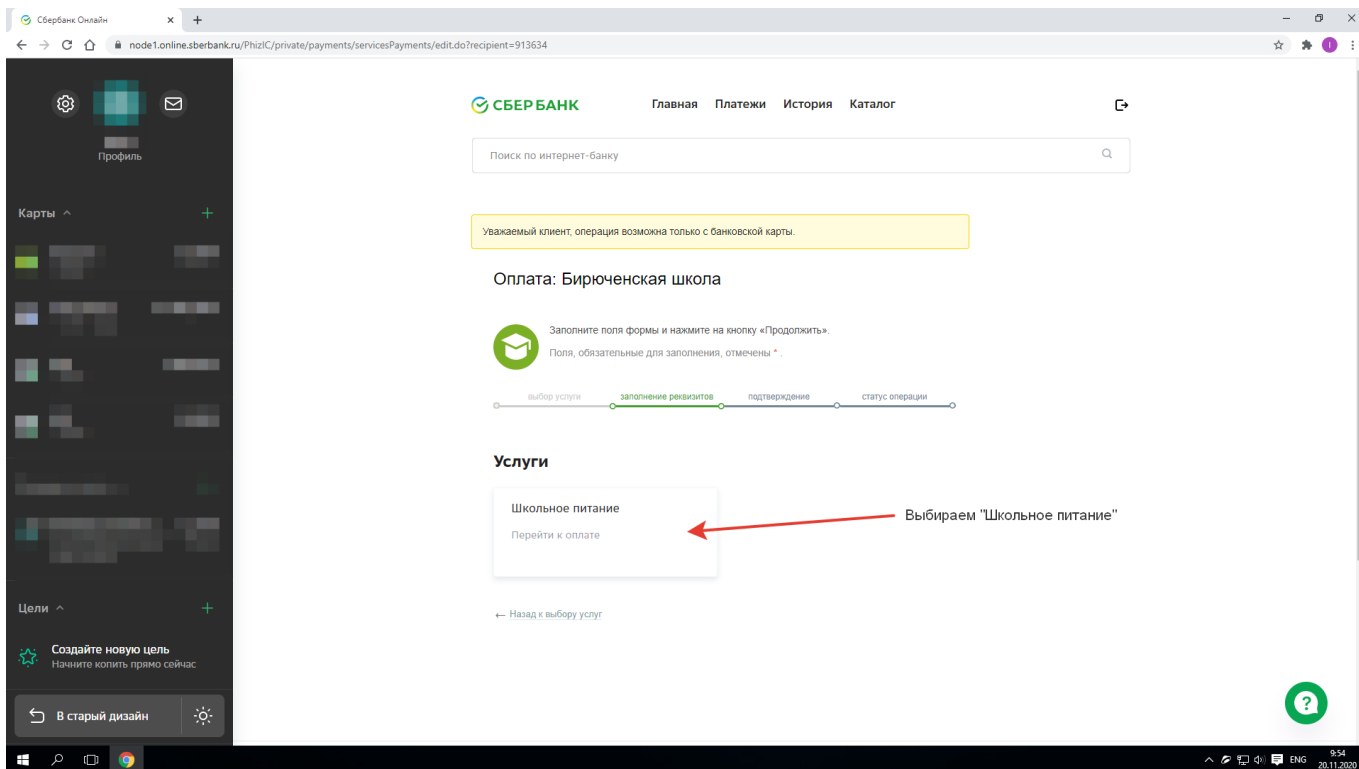 Сбербанк Онлайн
node1.online.sberbank.ru/PhizIC/private/payments/servicesPayments/edit.do?recipient=913634
Профиль
Карты
Цели
Создайте новую цель
Начните копить прямо сейчас
В старый дизайн
СБЕРБАНК
Главная Платежи История Каталог
Поиск по интернет-банку
Уважаемый клиент, операция возможна только с банковской карты.
Оплата: Бирюченская школа
Заполните поля формы и нажмите на кнопку «Продолжить».
Поля, обязательные для заполнения, отмечены * .
выбор услуги заполнение реквизитов подтверждение статус операции
Услуги
Школьное питание
Перейти к оплате
Выбираем "Школьное питание"
← Назад к выбору услуг
ENG
9:54
20.11.2020